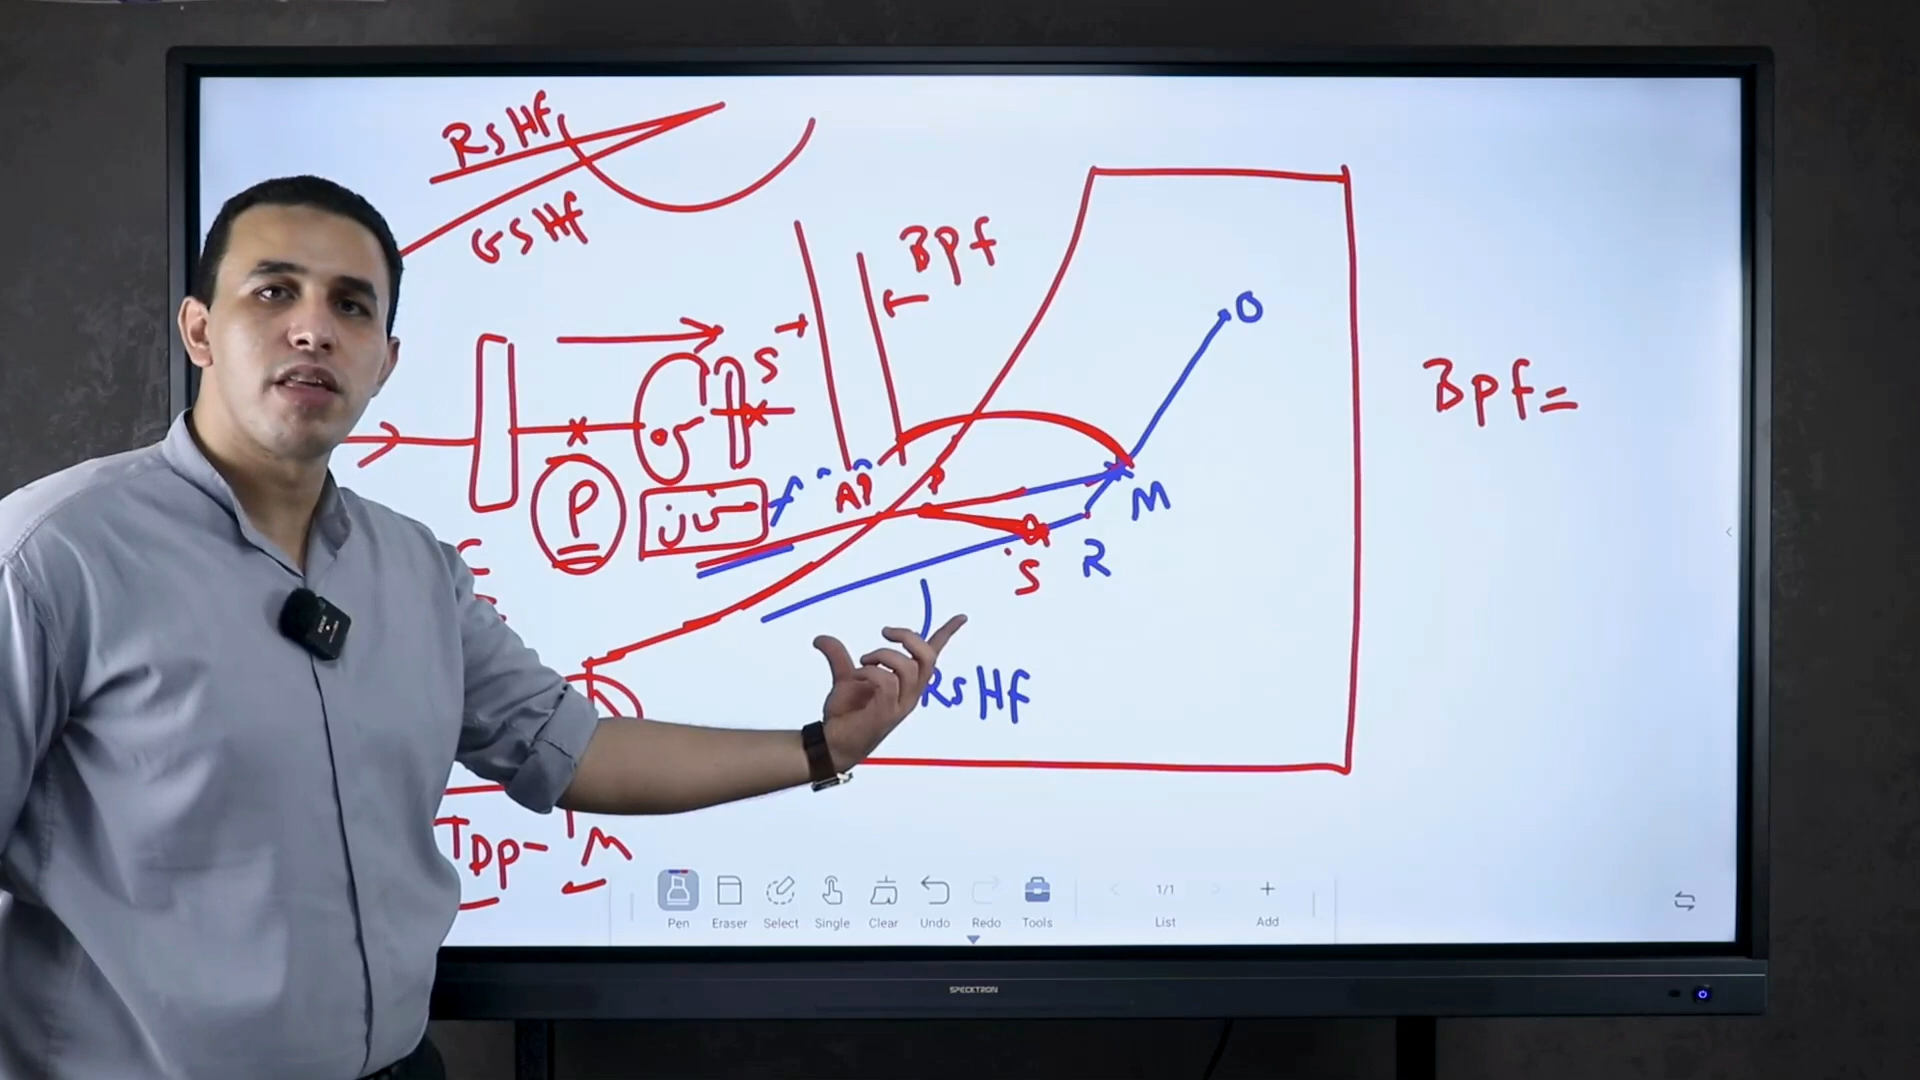 RSHf
GSHf
Bpf
S
O
Bpf=
P
P
M
S
R
RSHf
TDp- M
Pen
Eraser
Select
Single
Clear
Undo
Redo
Tools
1/1
List
Add
SPECKTRON